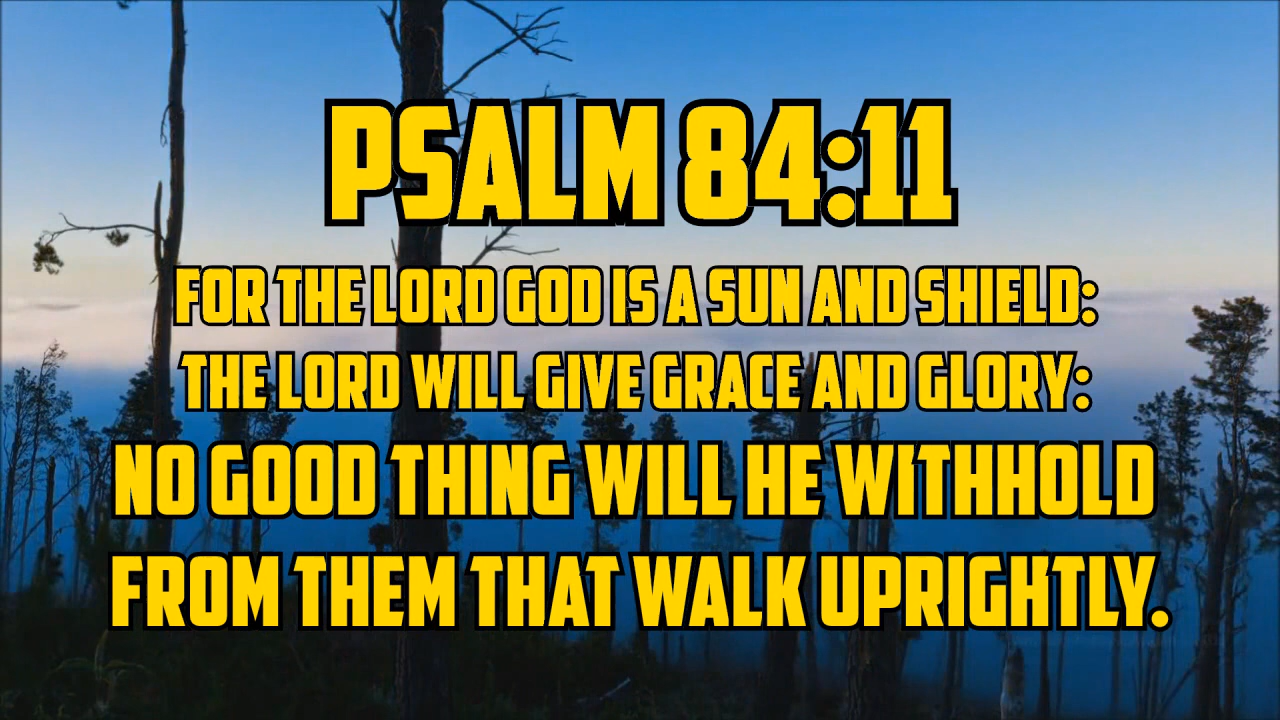 PSALM 84:11
FOR THE LORD GOD IS A SUN AND SHIELD:
THE LORD WILL GIVE GRACE AND GLORY:
NO GOOD THING WILL HE WITHHOLD
FROM THEM THAT WALK UPRIGHTLY.